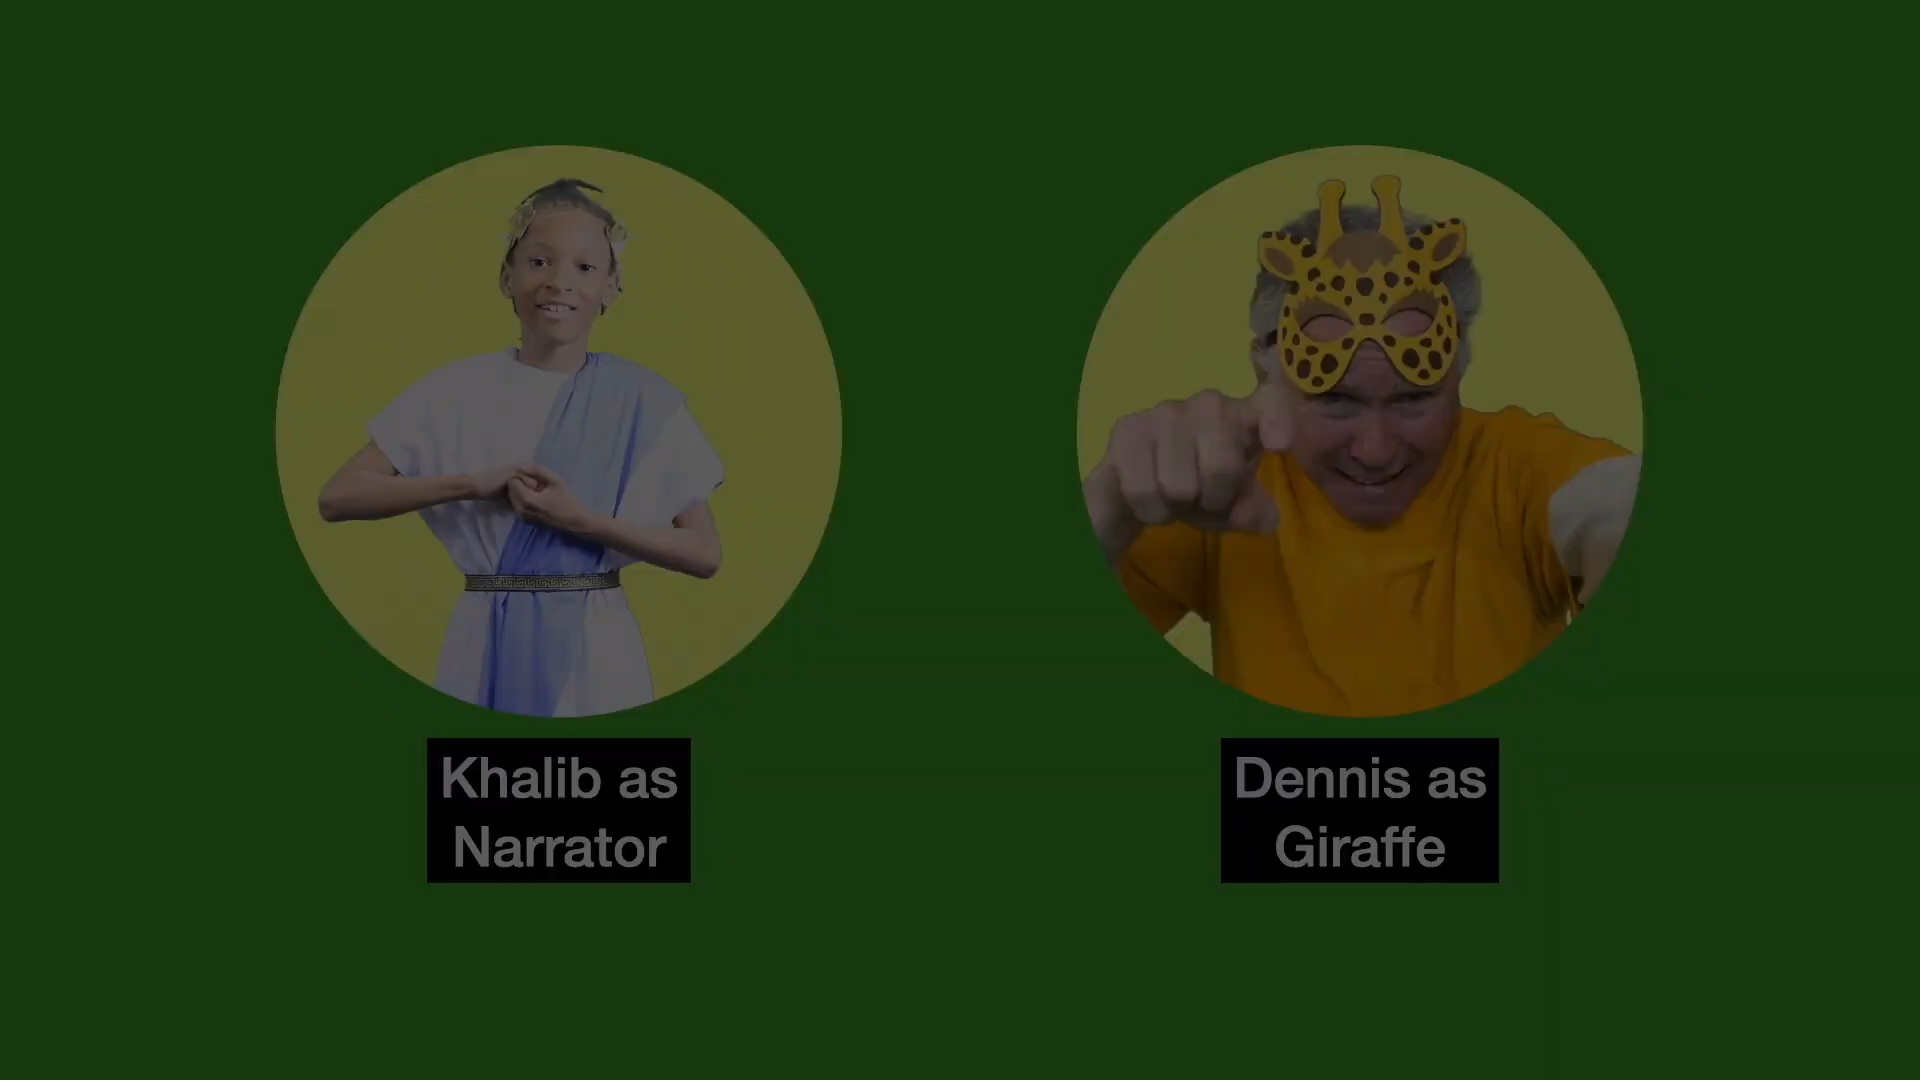 Khalib as
Narrator
Dennis as
Giraffe